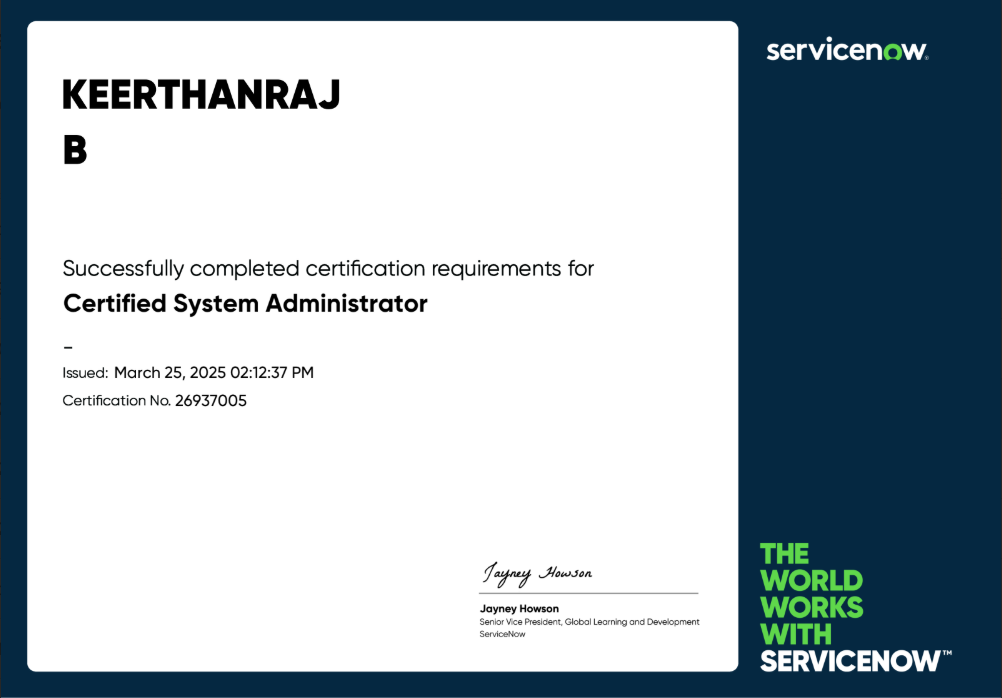 KEERTHANRAJ
B
Successfully completed certification requirements for
Certified System Administrator
–
Issued: March 25, 2025 02:12:37 PM
Certification No. 26937005
Jayney Howson
Jayney Howson
Senior Vice President, Global Learning and Development
ServiceNow
servicenow®
THE
WORLD
WORKS
WITH
SERVICENOW™